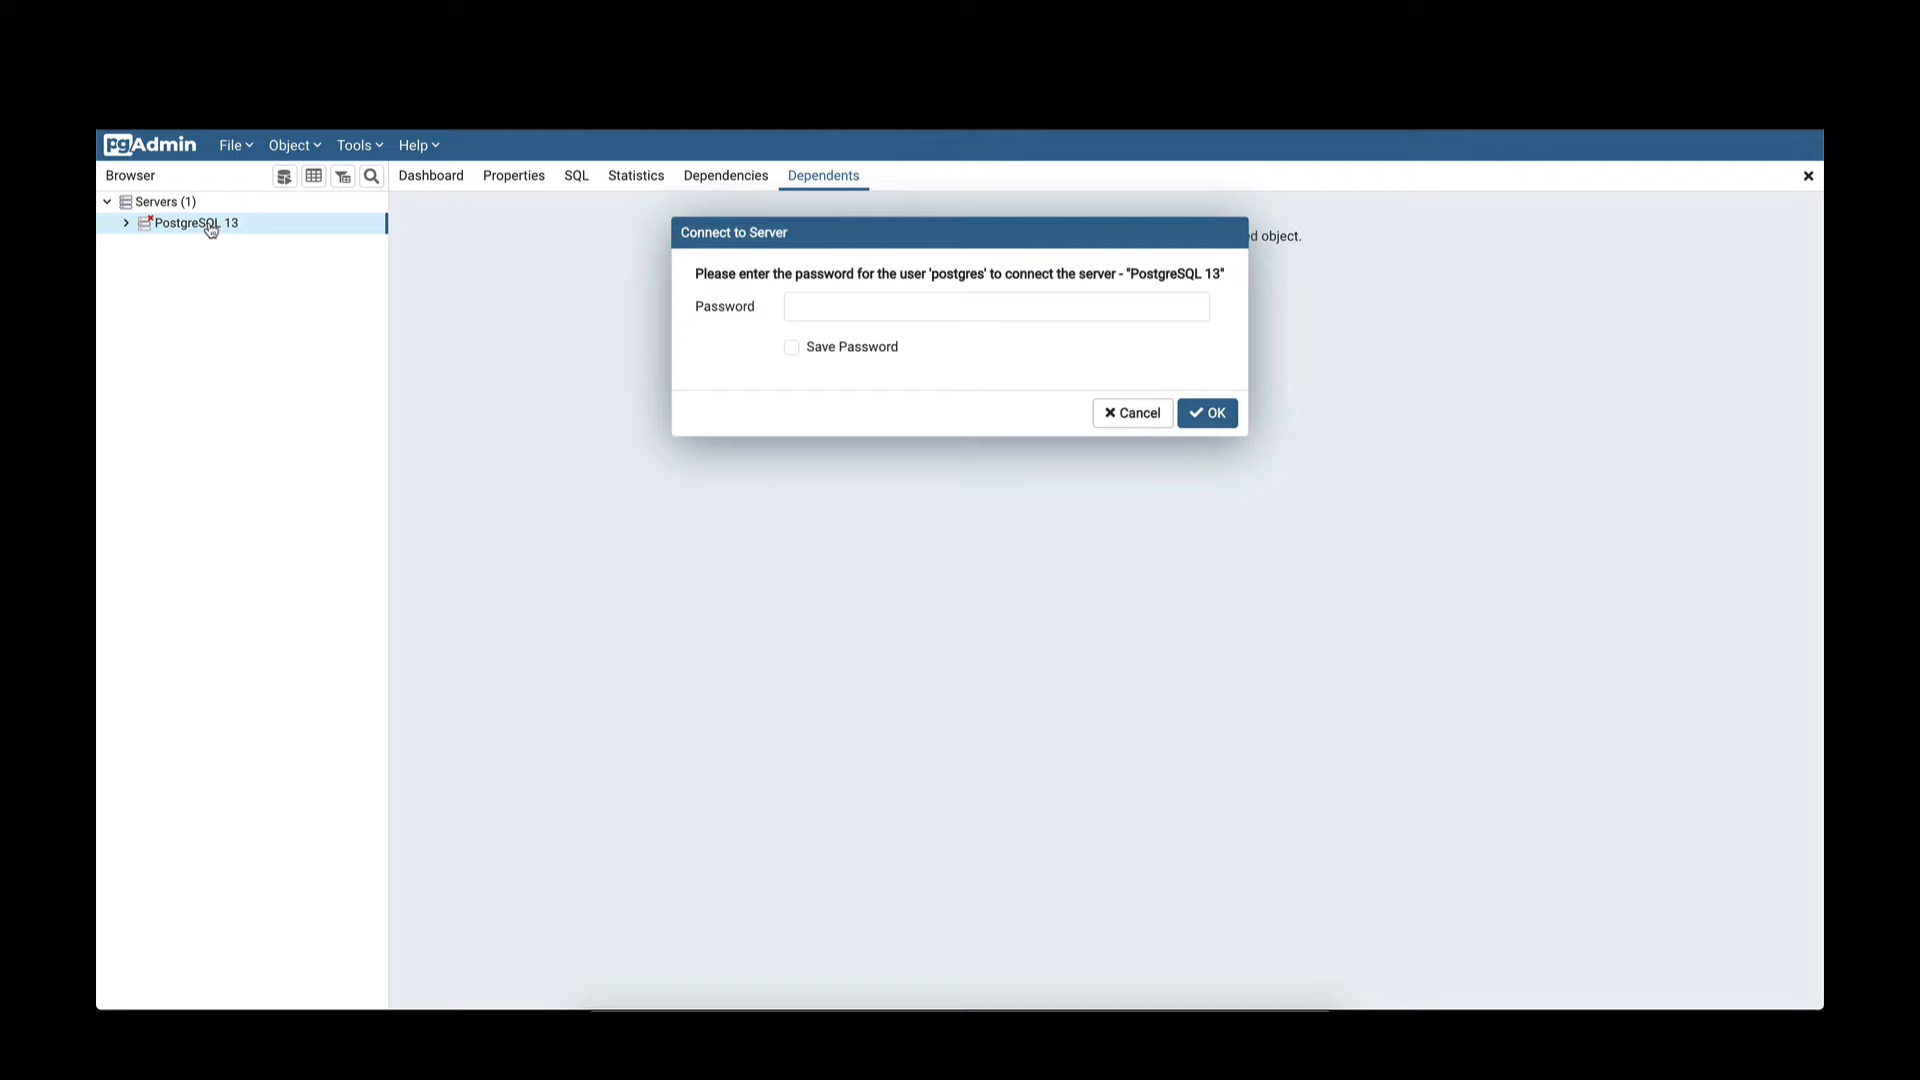 pgAdmin File Object Tools Help
Browser Dashboard Properties SQL Statistics Dependencies Dependents
Servers (1)
PostgreSQL 13
Connect to Server
object.
Please enter the password for the user 'postgres' to connect the server - "PostgreSQL 13"
Password
Save Password
Cancel OK